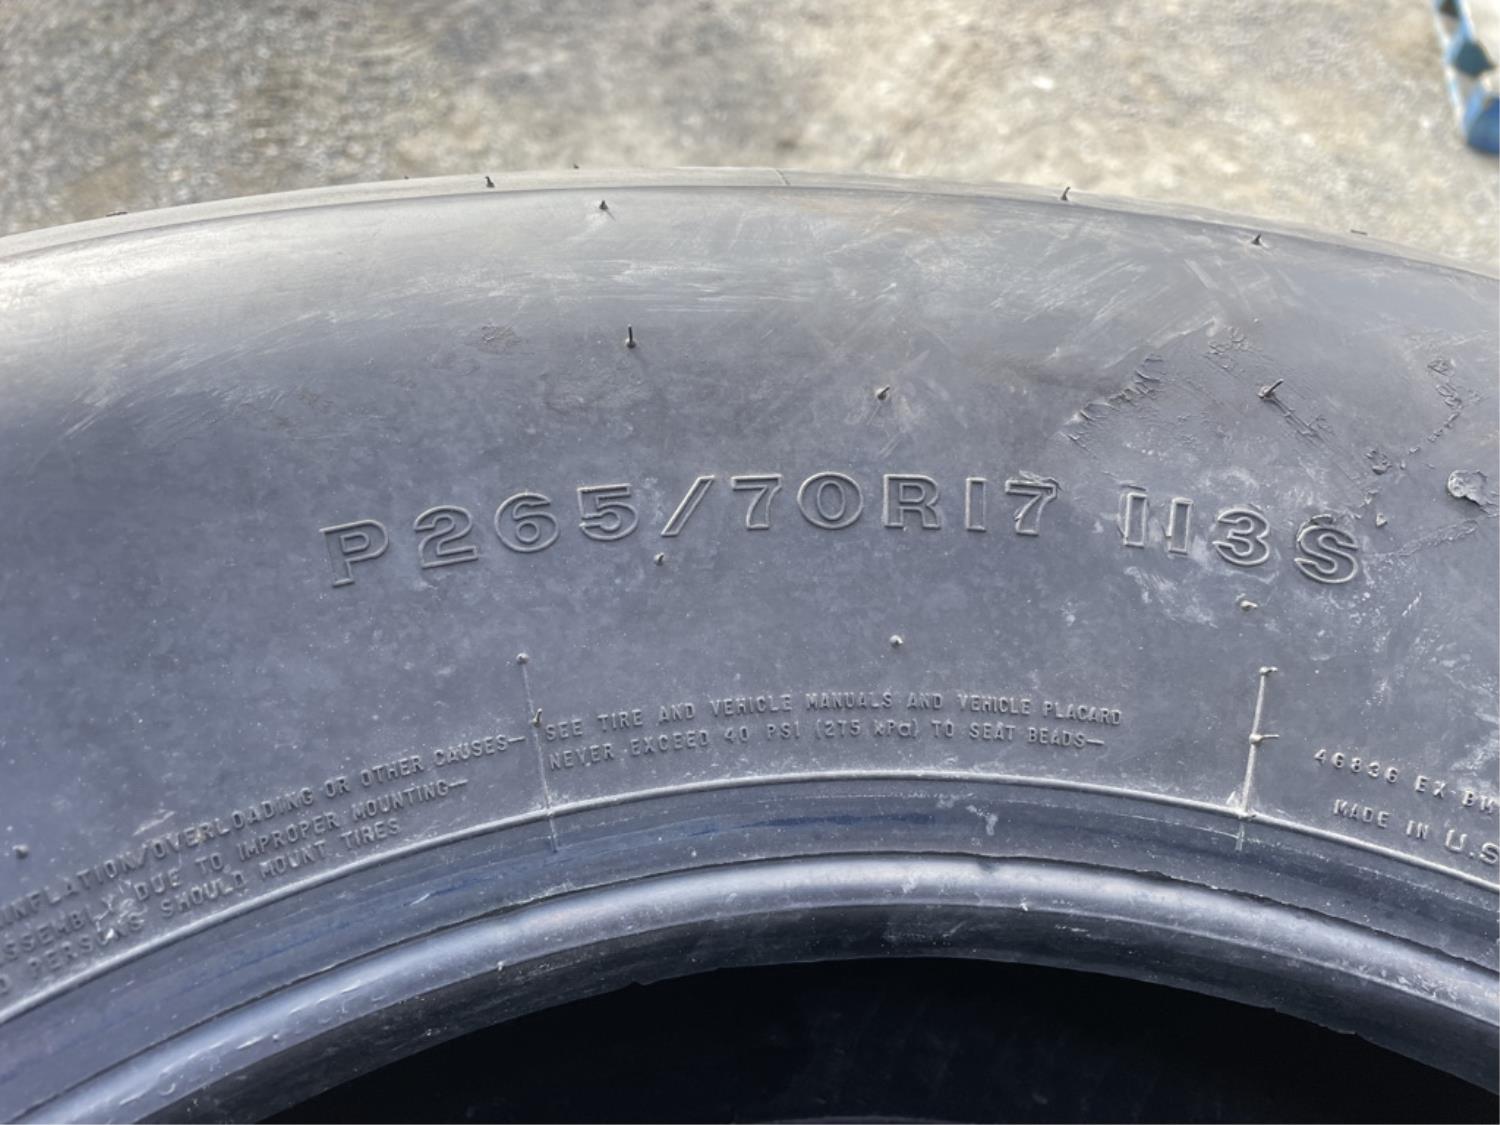 P265/70R17 113S
INFLATION/OVERLOADING OR OTHER CAUSES—
DUE TO IMPROPER MOUNTING—
PERSONS SHOULD MOUNT TIRES
SEE TIRE AND VEHICLE MANUALS AND VEHICLE PLACARD
NEVER EXCEED 40 PSI (275 kPa) TO SEAT BEADS—
46836 EX
MADE IN U.S